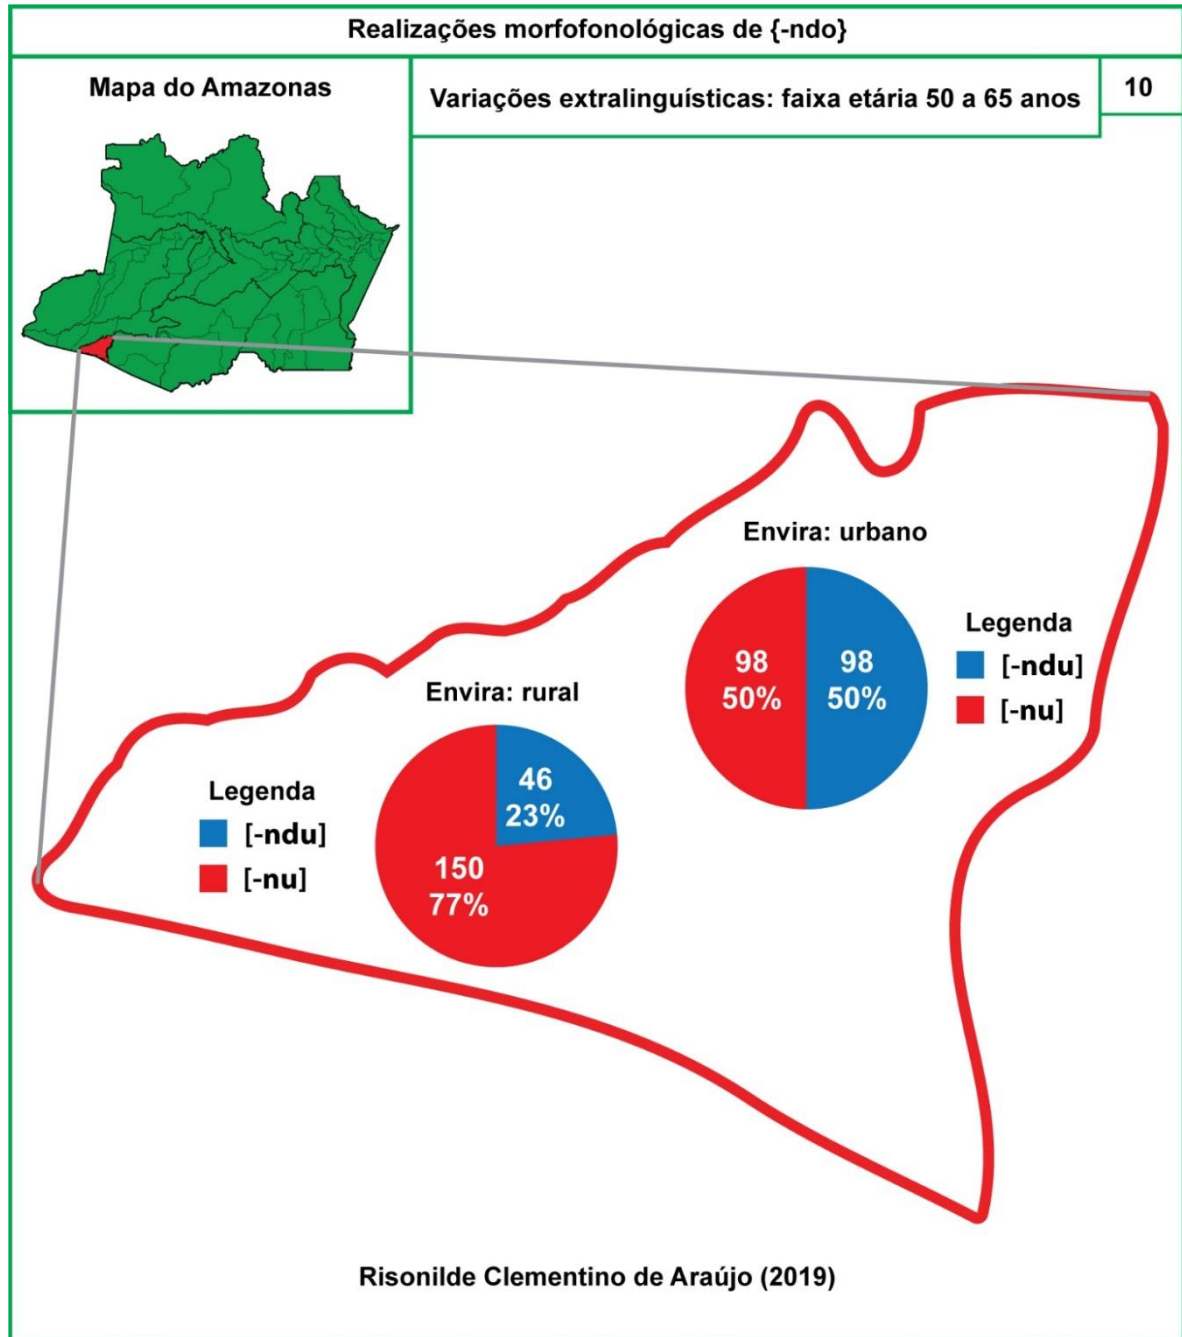 Realizações morfofonológicas de {-ndo}
Mapa do Amazonas
Variações extralinguísticas: faixa etária 50 a 65 anos
10
Envira: urbano
98
50%
98
50%
Legenda
[-ndu]
[-nu]
Envira: rural
46
23%
150
77%
Legenda
[-ndu]
[-nu]
Risonilde Clementino de Araújo (2019)